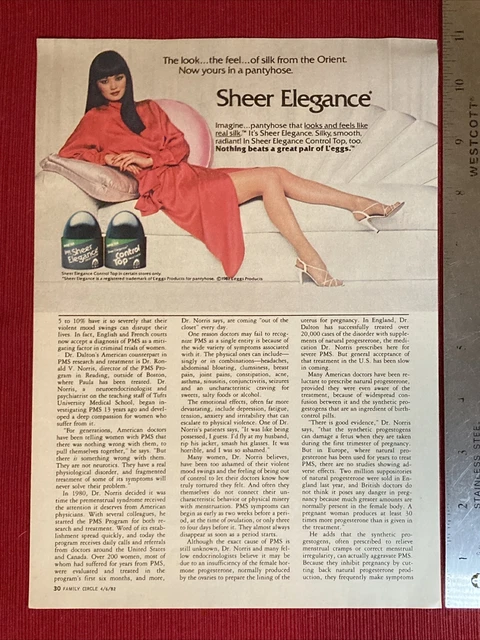 The look...the feel...of silk from the Orient.
Now yours in a pantyhose.
Sheer Elegance®
Imagine...pantyhose that looks and feels like
real silk.™ It's Sheer Elegance. Silky, smooth,
radiant! In Sheer Elegance Control Top, too.
Nothing beats a great pair of L'eggs.™
Sheer
Elegance
Control
Top
Sheer Elegance Control Top in certain stores only.
"Sheer Elegance" is a registered trademark of L'eggs Products for pantyhose. L'eggs Products
5 to 10% have it so severely that their
violent mood swings can disrupt their
lives. In fact, English and French courts
now accept a diagnosis of PMS as a miti-
gating factor in criminal trials of women.
Dr. Dalton's American counterpart in
PMS research and treatment is Dr. Ron-
ald V. Norris, director of the PMS Pro-
gram in Reading, outside of Boston,
where Paula has been treated. Dr.
Norris, a neuroendocrinologist and
psychiatrist on the teaching staff of Tufts
University Medical School, began in-
vestigating PMS 13 years ago and devel-
oped a deep compassion for women who
suffer from it.
"For generations, American doctors
have been telling women with PMS that
there was nothing wrong with them, to
pull themselves together," he says. "But
there is something wrong with them.
They are not neurotics. They have a real
physiological disorder, and fragmented
treatment of some of its symptoms will
never solve their problem."
In 1980, Dr. Norris decided it was
time the premenstrual sufferer received
the attention it deserves from American
physicians. With several colleagues, he
started the PMS Program for both re-
search and treatment. Word of its estab-
lishment spread quickly, and today the
program receives daily calls and referrals
from doctors around the United States
and Canada. Over 200 women, most of
whom had suffered for years from PMS,
were evaluated and treated in the
program's first six months, and more,
Dr. Norris says, are coming "out of the
closet" every day.
One reason doctors may fail to recog-
nize PMS as a single entity is because of
the wide variety of symptoms associated
with it. The physical ones can include—
singly or in combinations—headaches,
abdominal bloating, clumsiness, breast
pain, joint pains, constipation, acne,
asthma, sinusitis, conjunctivitis, seizures
and an uncharacteristic craving for
sweets, salty foods or alcohol.
The emotional effects, often far more
devastating, include depression, fatigue,
tension, anxiety and irritability that can
escalate to physical violence. One of Dr.
Norris's patients says, "It was like being
possessed, I guess. I'd fly at my husband,
rip his jacket, smash his glasses. It was
horrible, and I was so ashamed."
Many women, Dr. Norris believes,
have been too ashamed of their violent
mood swings and the feeling of being out
of control to let their doctors know how
truly tortured they felt. And often they
themselves do not connect their un-
characteristic behavior or physical misery
with menstruation. PMS symptoms can
begin as early as two weeks before a peri-
od, at the time of ovulation, or only three
to four days before it. They almost always
disappear as soon as a period starts.
Although the exact cause of PMS is
still unknown, Dr. Norris and many fel-
low endocrinologists believe it may be
due to an insufficiency of the female hor-
mone progesterone, normally produced
by the ovaries to prepare the lining of the
uterus for pregnancy. In England, Dr.
Dalton has successfully treated over
20,000 cases of the disorder with supple-
ments of natural progesterone, the medi-
cation Dr. Norris prescribes here for
severe PMS. But general acceptance of
that treatment in the U.S. has been slow
in coming.
Many American doctors have been re-
luctant to prescribe natural progesterone,
provided they were even aware of the
treatment, because of widespread con-
fusion between it and the synthetic pro-
gestogens that are an ingredient of birth-
control pills.
"There is good evidence," Dr. Norris
says, "that the synthetic progestogens
can damage a fetus when they are taken
during the first trimester of pregnancy.
But in Europe, where natural pro-
gesterone has been used for years to treat
PMS, there are no studies showing ad-
verse effects. Two million suppositories
of natural progesterone were sold in En-
gland last year, and British doctors do
not think it poses any danger in preg-
nancy because much greater amounts are
normally present in the female body. A
pregnant woman produces at least 30
times more progesterone than is given in
the treatment."
He adds that the synthetic pro-
gestogens, often prescribed to relieve
menstrual cramps or correct menstrual
irregularity, can actually aggravate PMS.
Because they inhibit pregnancy by cut-
ting back natural progesterone produc-
tion, they frequently make symptoms
30 FAMILY CIRCLE 4/6/82
WESTCOTT®
STAINLESS STEEL
11
10
9
8
6
5
4
3
2
1